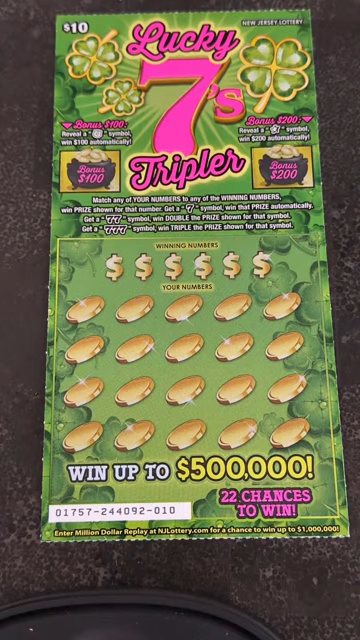 $10
NEW JERSEY LOTTERY
Lucky
7's
Tripler
Bonus $100:
Reveal a " " symbol,
win $100 automatically!
Bonus $200:
Reveal a " " symbol,
win $200 automatically!
Bonus
$100
Bonus
$200
Match any of YOUR NUMBERS to any of the WINNING NUMBERS,
win PRIZE shown for that number. Get a "7" symbol, win that PRIZE automatically.
Get a "77" symbol, win DOUBLE the PRIZE shown for that symbol.
Get a "777" symbol, win TRIPLE the PRIZE shown for that symbol.
WINNING NUMBERS
$ $ $ $ $ $
YOUR NUMBERS
WIN UP TO $500,000!
22 CHANCES
TO WIN!
01757-244092-010
Enter Million Dollar Replay at NJLottery.com for a chance to win up to $1,000,000!